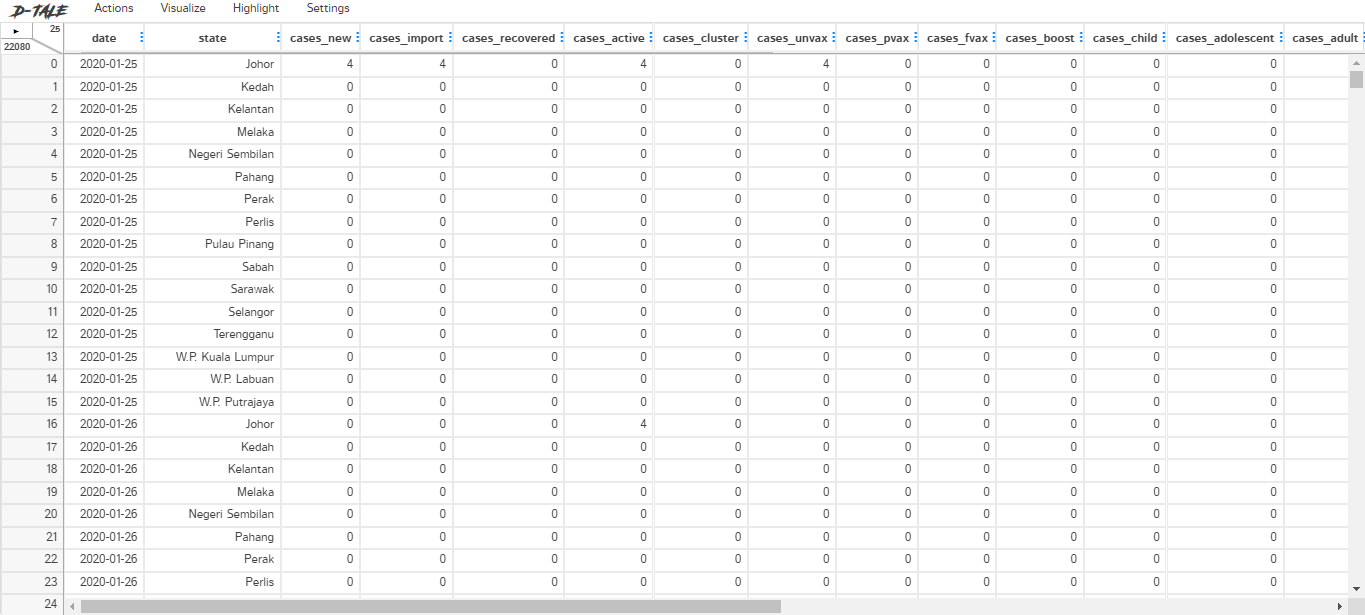 D-TALE Actions Visualize Highlight Settings
25
22080
date state cases_new cases_import cases_recovered cases_active cases_cluster cases_unvax cases_pvax cases_fvax cases_boost cases_child cases_adolescent cases_adult
0 2020-01-25 Johor 4 4 0 4 0 4 0 0 0 0 0
1 2020-01-25 Kedah 0 0 0 0 0 0 0 0 0 0 0
2 2020-01-25 Kelantan 0 0 0 0 0 0 0 0 0 0 0
3 2020-01-25 Melaka 0 0 0 0 0 0 0 0 0 0 0
4 2020-01-25 Negeri Sembilan 0 0 0 0 0 0 0 0 0 0 0
5 2020-01-25 Pahang 0 0 0 0 0 0 0 0 0 0 0
6 2020-01-25 Perak 0 0 0 0 0 0 0 0 0 0 0
7 2020-01-25 Perlis 0 0 0 0 0 0 0 0 0 0 0
8 2020-01-25 Pulau Pinang 0 0 0 0 0 0 0 0 0 0 0
9 2020-01-25 Sabah 0 0 0 0 0 0 0 0 0 0 0
10 2020-01-25 Sarawak 0 0 0 0 0 0 0 0 0 0 0
11 2020-01-25 Selangor 0 0 0 0 0 0 0 0 0 0 0
12 2020-01-25 Terengganu 0 0 0 0 0 0 0 0 0 0 0
13 2020-01-25 W.P. Kuala Lumpur 0 0 0 0 0 0 0 0 0 0 0
14 2020-01-25 W.P. Labuan 0 0 0 0 0 0 0 0 0 0 0
15 2020-01-25 W.P. Putrajaya 0 0 0 0 0 0 0 0 0 0 0
16 2020-01-26 Johor 0 0 0 4 0 0 0 0 0 0 0
17 2020-01-26 Kedah 0 0 0 0 0 0 0 0 0 0 0
18 2020-01-26 Kelantan 0 0 0 0 0 0 0 0 0 0 0
19 2020-01-26 Melaka 0 0 0 0 0 0 0 0 0 0 0
20 2020-01-26 Negeri Sembilan 0 0 0 0 0 0 0 0 0 0 0
21 2020-01-26 Pahang 0 0 0 0 0 0 0 0 0 0 0
22 2020-01-26 Perak 0 0 0 0 0 0 0 0 0 0 0
23 2020-01-26 Perlis 0 0 0 0 0 0 0 0 0 0 0
24